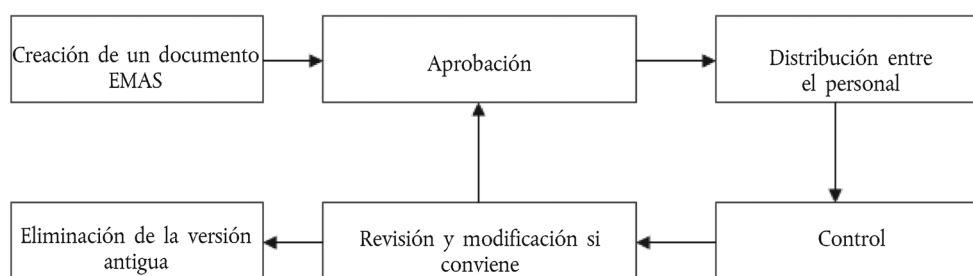 Creación de un documento
EMAS
Aprobación
Distribución entre
el personal
Eliminación de la versión
antigua
Revisión y modificación si
conviene
Control